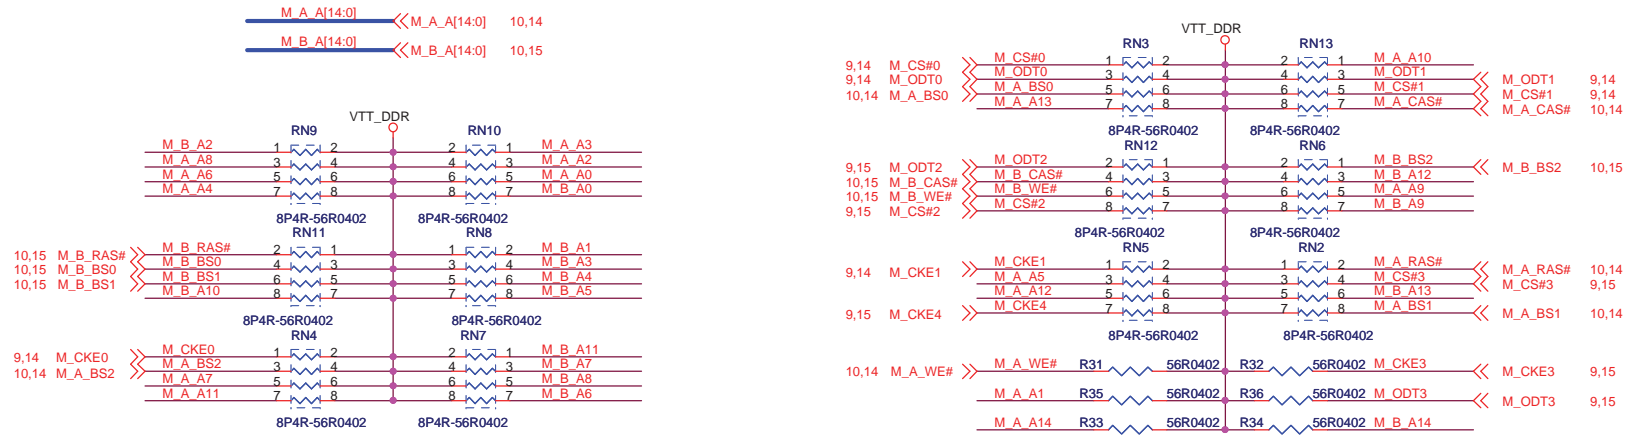 M_A_A[14:0] M_A_A[14:0] 10,14
M_B_A[14:0] M_B_A[14:0] 10,15
VTT_DDR
RN9 RN10
M_B_A2 1 2 2 1 M_A_A3
M_A_A8 3 4 4 3 M_A_A2
M_A_A6 5 6 6 5 M_A_A0
M_A_A4 7 8 8 7 M_B_A0
8P4R-56R0402 8P4R-56R0402
RN11 RN8
10,15 M_B_RAS# M_B_RAS# 2 1 1 2 M_B_A1
10,15 M_B_BS0 M_B_BS0 4 3 3 4 M_B_A3
10,15 M_B_BS1 M_B_BS1 6 5 5 6 M_B_A4
M_B_A10 8 7 7 8 M_B_A5
8P4R-56R0402 8P4R-56R0402
RN4 RN7
9,14 M_CKE0 M_CKE0 1 2 2 1 M_B_A11
10,14 M_A_BS2 M_A_BS2 3 4 4 3 M_B_A7
M_A_A7 5 6 6 5 M_B_A8
M_A_A11 7 8 8 7 M_B_A6
8P4R-56R0402 8P4R-56R0402
VTT_DDR
RN3 RN13
9,14 M_CS#0 M_CS#0 1 2 2 1 M_A_A10
9,14 M_ODT0 M_ODT0 3 4 4 3 M_ODT1 M_ODT1 9,14
10,14 M_A_BS0 M_A_BS0 5 6 6 5 M_CS#1 M_CS#1 9,14
M_A_A13 7 8 8 7 M_A_CAS# M_A_CAS# 10,14
8P4R-56R0402 8P4R-56R0402
RN12 RN6
9,15 M_ODT2 M_ODT2 2 1 2 1 M_B_BS2 M_B_BS2 10,15
10,15 M_B_CAS# M_B_CAS# 4 3 4 3 M_B_A12
10,15 M_B_WE# M_B_WE# 6 5 6 5 M_A_A9
9,15 M_CS#2 M_CS#2 8 7 8 7 M_B_A9
8P4R-56R0402 8P4R-56R0402
RN5 RN2
9,14 M_CKE1 M_CKE1 1 2 1 2 M_A_RAS# M_A_RAS# 10,14
M_A_A5 3 4 3 4 M_CS#3 M_CS#3 9,15
M_A_A12 5 6 5 6 M_B_A13
9,15 M_CKE4 M_CKE4 7 8 7 8 M_A_BS1 M_A_BS1 10,14
8P4R-56R0402 8P4R-56R0402
10,14 M_A_WE# M_A_WE# R31 56R0402 R32 56R0402 M_CKE3 M_CKE3 9,15
M_A_A1 R35 56R0402 R36 56R0402 M_ODT3 M_ODT3 9,15
M_A_A14 R33 56R0402 R34 56R0402 M_B_A14